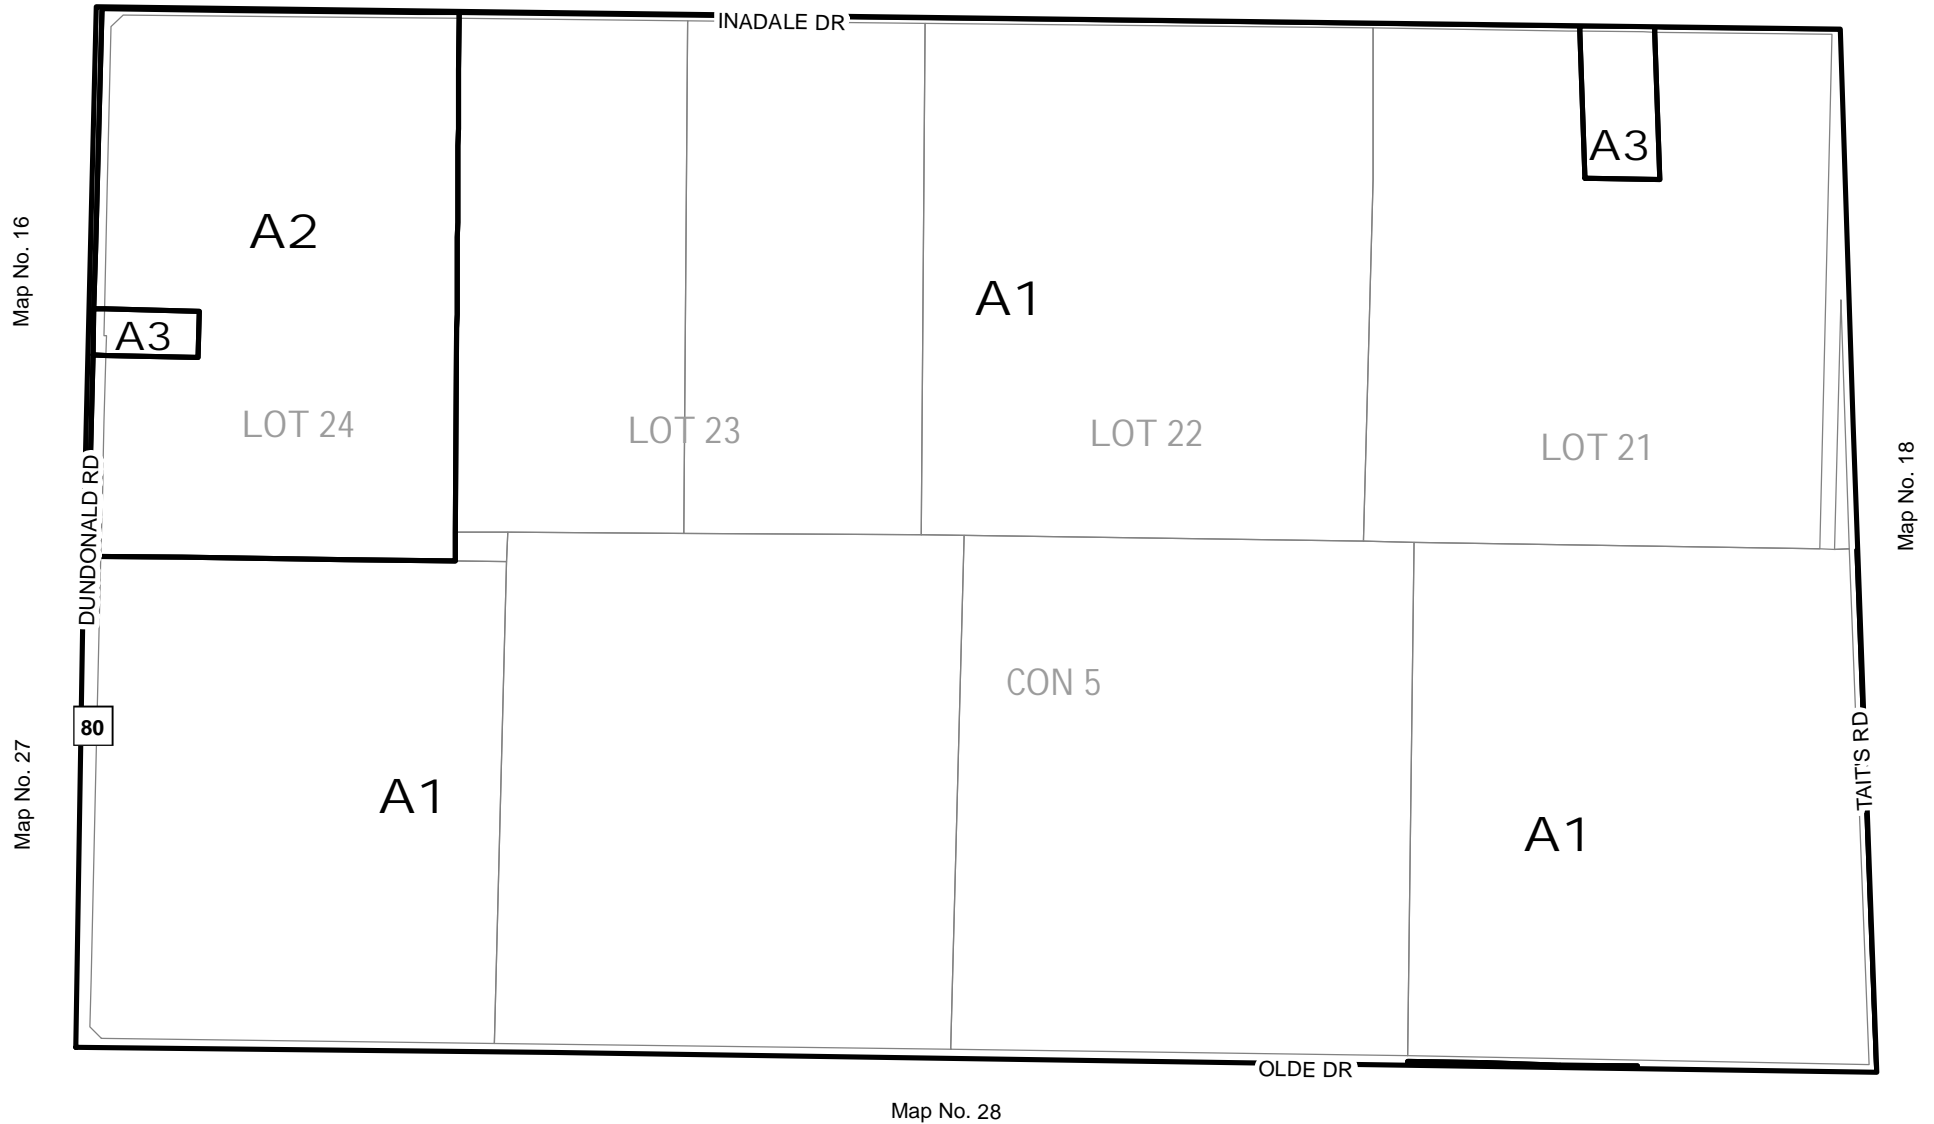 INADALE DR
A3
A2
Map No. 16
A1
A3
LOT 24
LOT 23
LOT 22
LOT 21
Map No. 18
DUNDONALD RD
CON 5
80
TAIT'S RD
Map No. 27
A1
A1
OLDE DR
Map No. 28